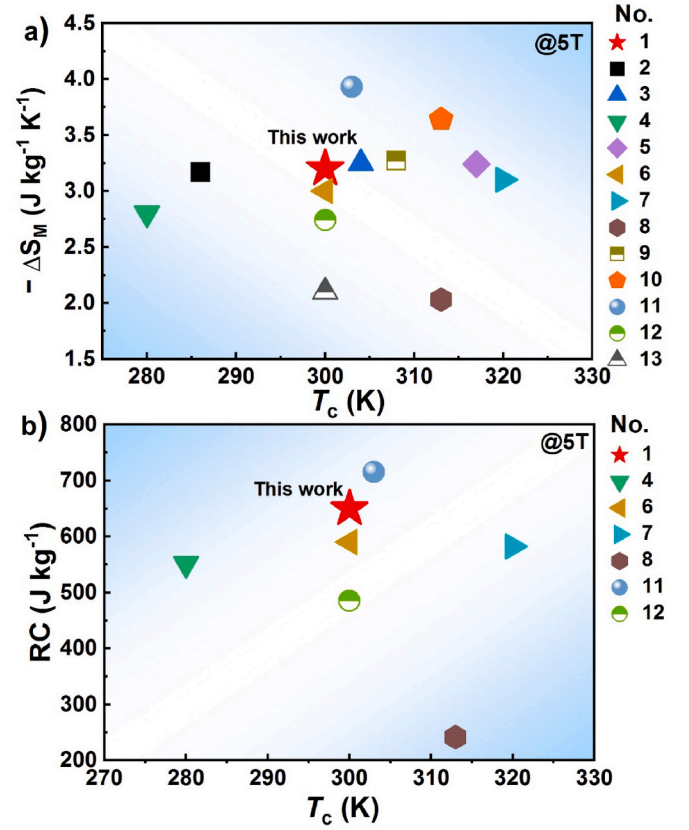 a)
@5T
This work
− ΔS_M (J kg⁻¹ K⁻¹)
4.5
4.0
3.5
3.0
2.5
2.0
1.5
280 290 300 310 320 330
T_c (K)
No.
1
2
3
4
5
6
7
8
9
10
11
12
13
b)
@5T
This work
RC (J kg⁻¹)
800
700
600
500
400
300
200
270 280 290 300 310 320 330
T_c (K)
No.
1
4
6
7
8
11
12